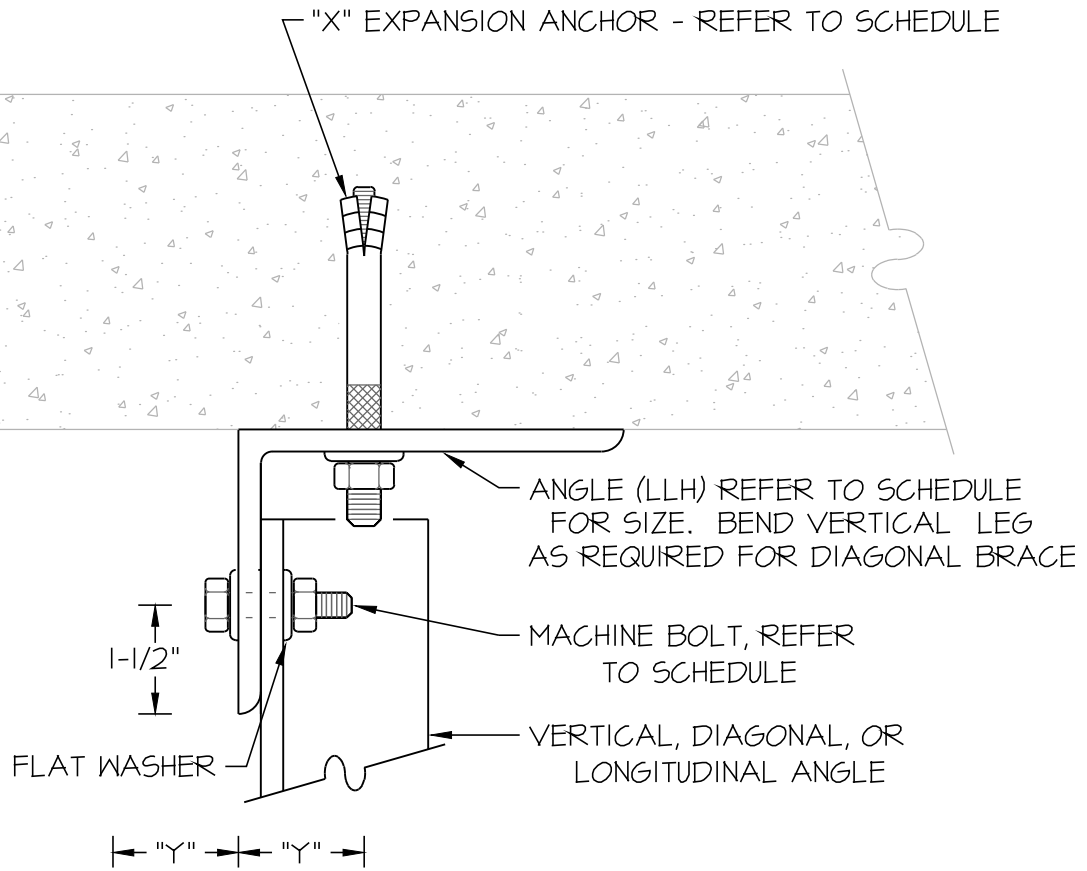 "X" EXPANSION ANCHOR - REFER TO SCHEDULE
ANGLE (LLH) REFER TO SCHEDULE
FOR SIZE. BEND VERTICAL LEG
AS REQUIRED FOR DIAGONAL BRACE
MACHINE BOLT, REFER
TO SCHEDULE
1-1/2"
VERTICAL, DIAGONAL, OR
LONGITUDINAL ANGLE
FLAT WASHER
"Y" "Y"